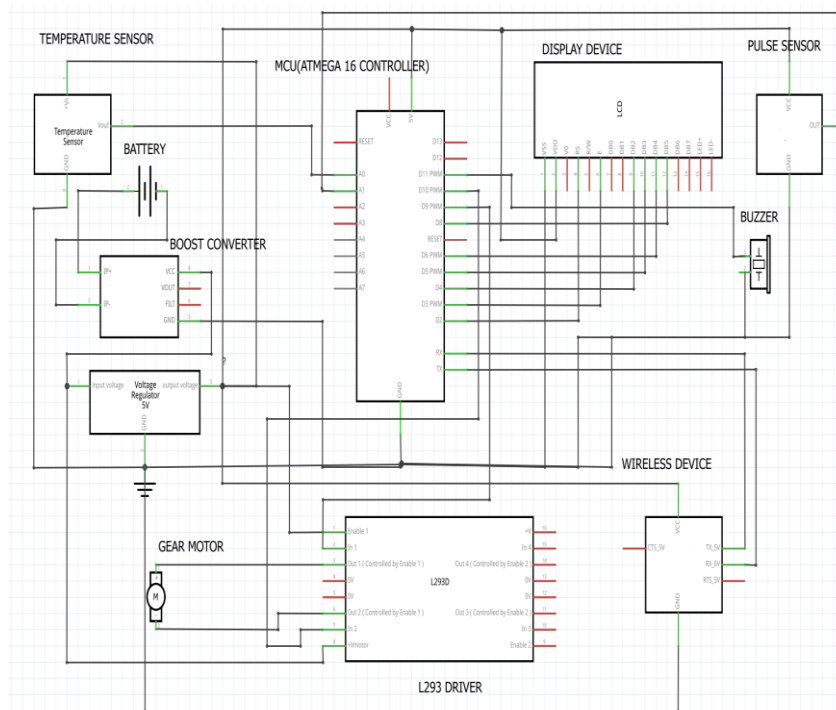 TEMPERATURE SENSOR
+Vs
Temperature
Sensor
Vout
GND
BATTERY
BOOST CONVERTER
IP+
IP-
VCC
VOUT
FILT
GND
?
input voltage
Voltage
Regulator
5V
output voltage
GND
MCU(ATMEGA 16 CONTROLLER)
VCC
5V
RESET
A0
A1
A2
A3
A4
A5
A6
A7
D13
D12
D11 PWM
D10 PWM
D9 PWM
D8
RESET
D6 PWM
D5 PWM
D4
D3 PWM
D2
RX
TX
GND
DISPLAY DEVICE
LCD
VSS
VDD
V0
RS
R/W
E
DB0
DB1
DB2
DB3
DB4
DB5
DB6
DB7
LED+
LED-
PULSE SENSOR
VCC
OUT
GND
BUZZER
WIRELESS DEVICE
VCC
CTS_5V
TX_5V
RX_5V
RTS_5V
GND
GEAR MOTOR
M
Enable 1
In 1
Out 1 ( Controlled by Enable 1 )
0V
0V
Out 2 ( Controlled by Enable 1 )
In 2
+Vmotor
L293D
+V
In 4
Out 4 ( Controlled by Enable 2 )
0V
0V
Out 3 ( Controlled by Enable 2 )
In 3
Enable 2
L293 DRIVER